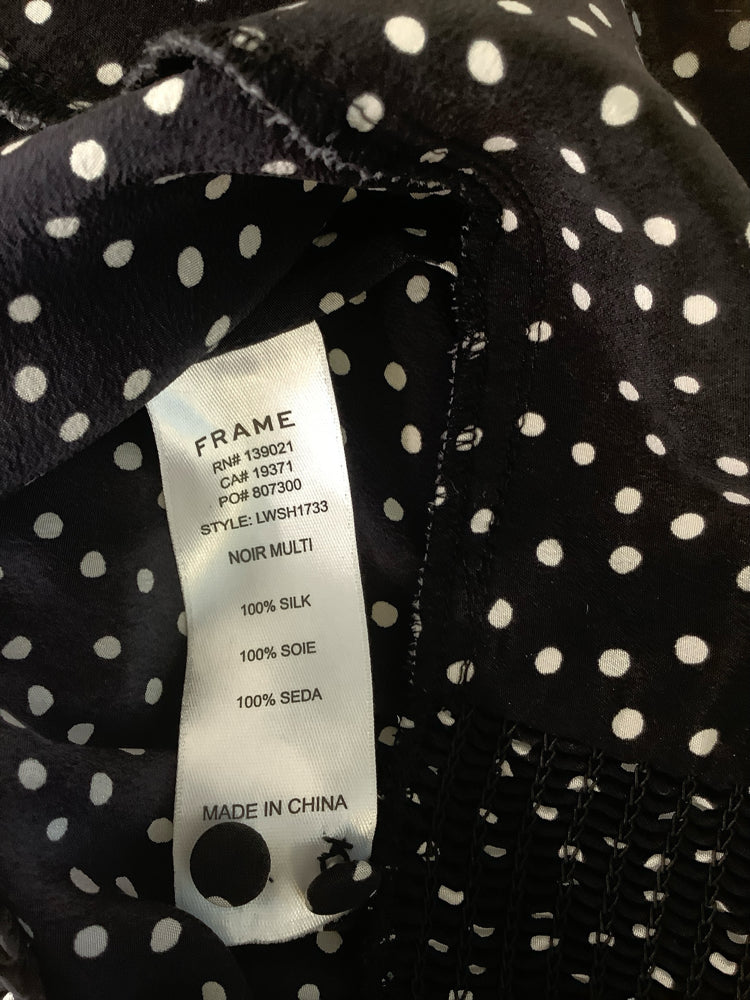 FRAME
RN# 139021
CA# 19371
PO# 807300
STYLE: LWSH1733
NOIR MULTI
100% SILK
100% SOIE
100% SEDA
MADE IN CHINA